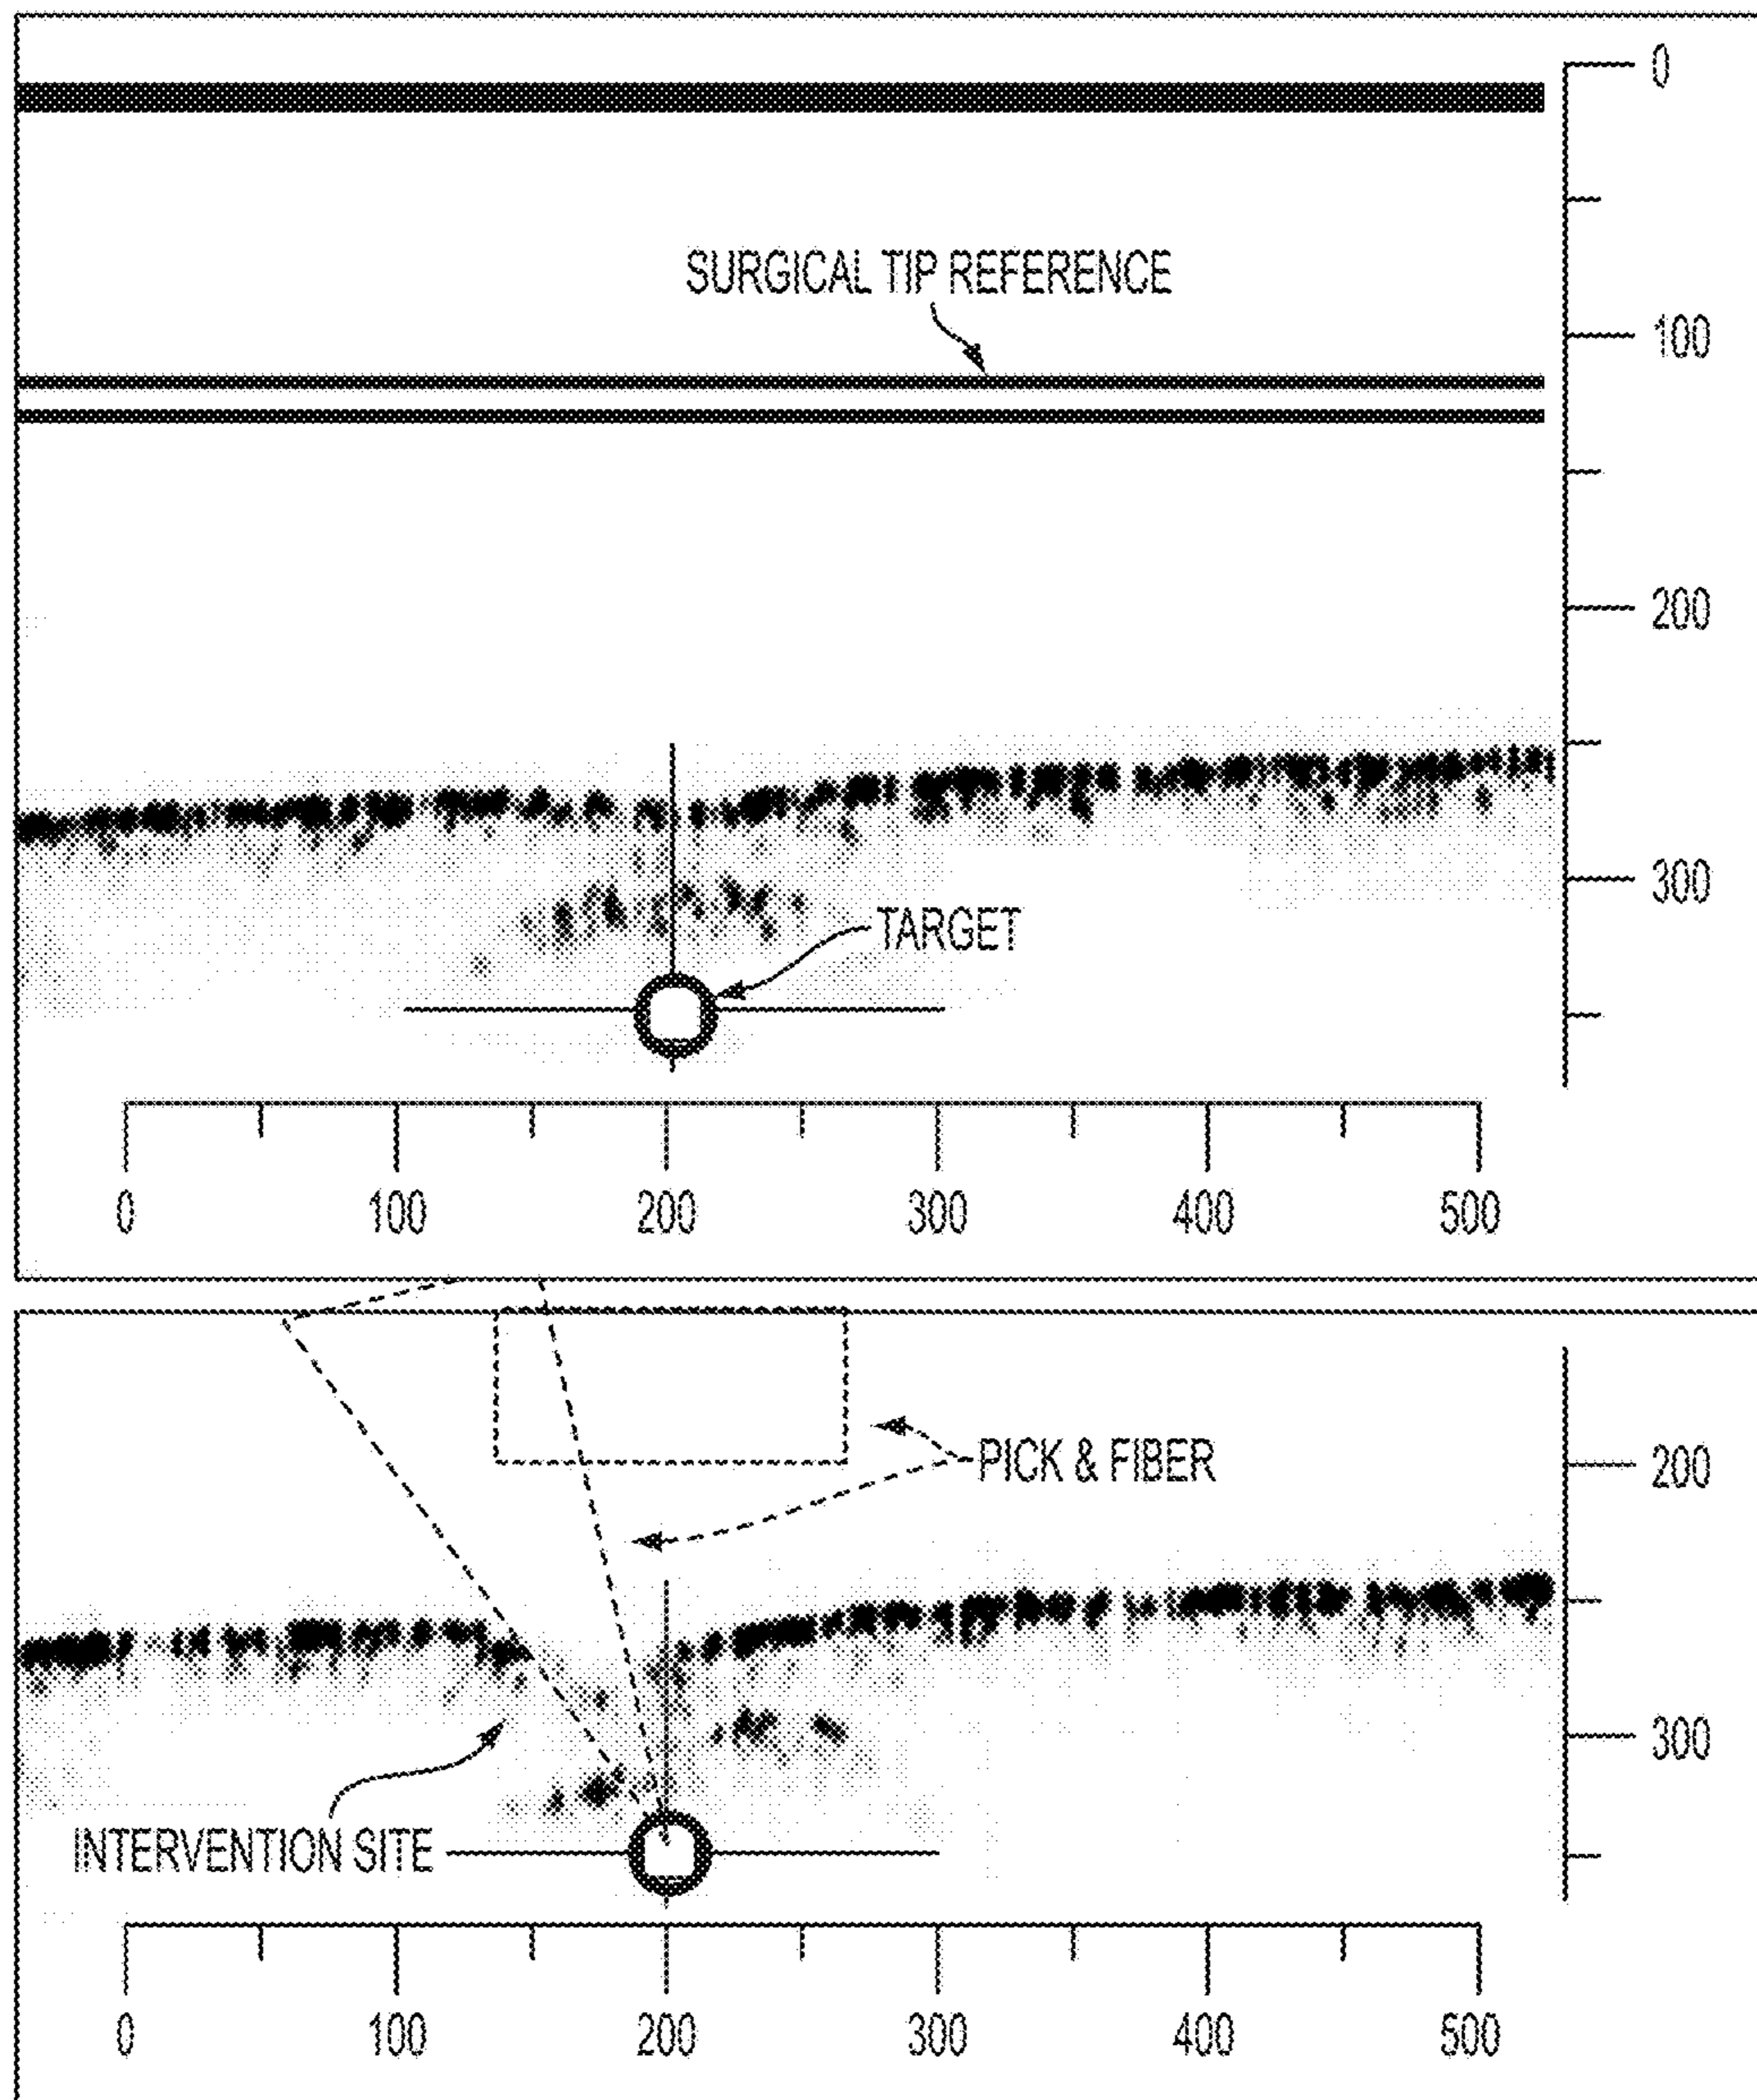 0
SURGICAL TIP REFERENCE
100
200
300
TARGET
0 100 200 300 400 500
PICK & FIBER
200
300
INTERVENTION SITE
0 100 200 300 400 500